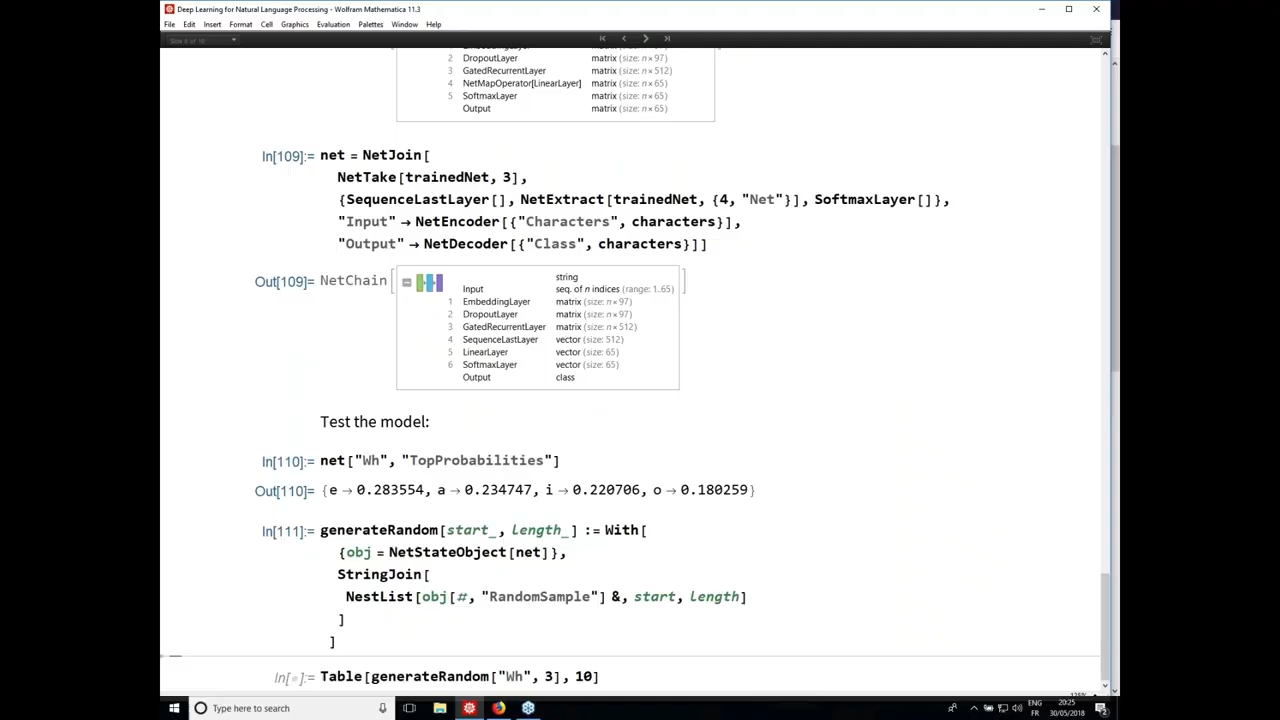 Deep Learning for Natural Language Processing - Wolfram Mathematica 11.3
File Edit Insert Format Cell Graphics Evaluation Palettes Window Help
Slide 8 of 10
2 DropoutLayer matrix (size: n×97)
3 GatedRecurrentLayer matrix (size: n×512)
4 NetMapOperator[LinearLayer] matrix (size: n×65)
5 SoftmaxLayer matrix (size: n×65)
Output matrix (size: n×65)
In[109]:= net = NetJoin[
NetTake[trainedNet, 3],
{SequenceLastLayer[], NetExtract[trainedNet, {4, "Net"}], SoftmaxLayer[]},
"Input" → NetEncoder[{"Characters", characters}],
"Output" → NetDecoder[{"Class", characters}]]
Out[109]= NetChain[
string
Input seq. of n indices (range: 1..65)
1 EmbeddingLayer matrix (size: n×97)
2 DropoutLayer matrix (size: n×97)
3 GatedRecurrentLayer matrix (size: n×512)
4 SequenceLastLayer vector (size: 512)
5 LinearLayer vector (size: 65)
6 SoftmaxLayer vector (size: 65)
Output class
]
Test the model:
In[110]:= net["Wh", "TopProbabilities"]
Out[110]= {e → 0.283554, a → 0.234747, i → 0.220706, o → 0.180259}
In[111]:= generateRandom[start_, length_] := With[
{obj = NetStateObject[net]},
StringJoin[
NestList[obj[#, "RandomSample"] &, start, length]
]
]
In[∘]:= Table[generateRandom["Wh", 3], 10]
125%
Type here to search
ENG 20:25
FR 30/05/2018
2